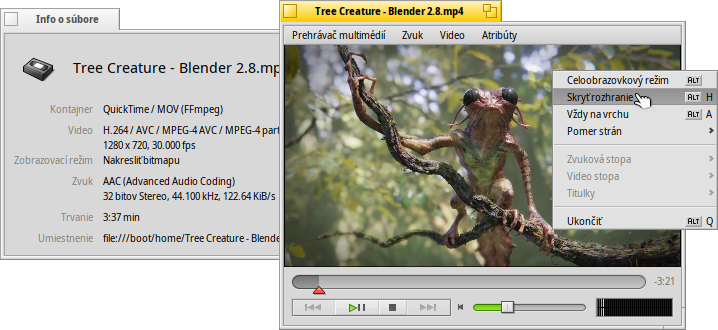 Info o súbore
Tree Creature - Blender 2.8.mp
Kontajner QuickTime / MOV (FFmpeg)
Video H.264 / AVC / MPEG-4 AVC / MPEG-4 part
1280 x 720, 30.000 fps
Zobrazovací režim Nakresliť bitmapu
Zvuk AAC (Advanced Audio Coding)
32 bitov Stereo, 44.100 kHz, 122.64 KiB/s
Trvanie 3:37 min
Umiestnenie file:///boot/home/Tree Creature - Blende
Tree Creature - Blender 2.8.mp4
Prehrávač multimédií Zvuk Video Atribúty
Celoobrazovkový režim ALT
Skryť rozhranie ALT H
Vždy na vrchu ALT A
Pomer strán
Zvuková stopa
Video stopa
Titulky
Ukončiť ALT Q
-3:21